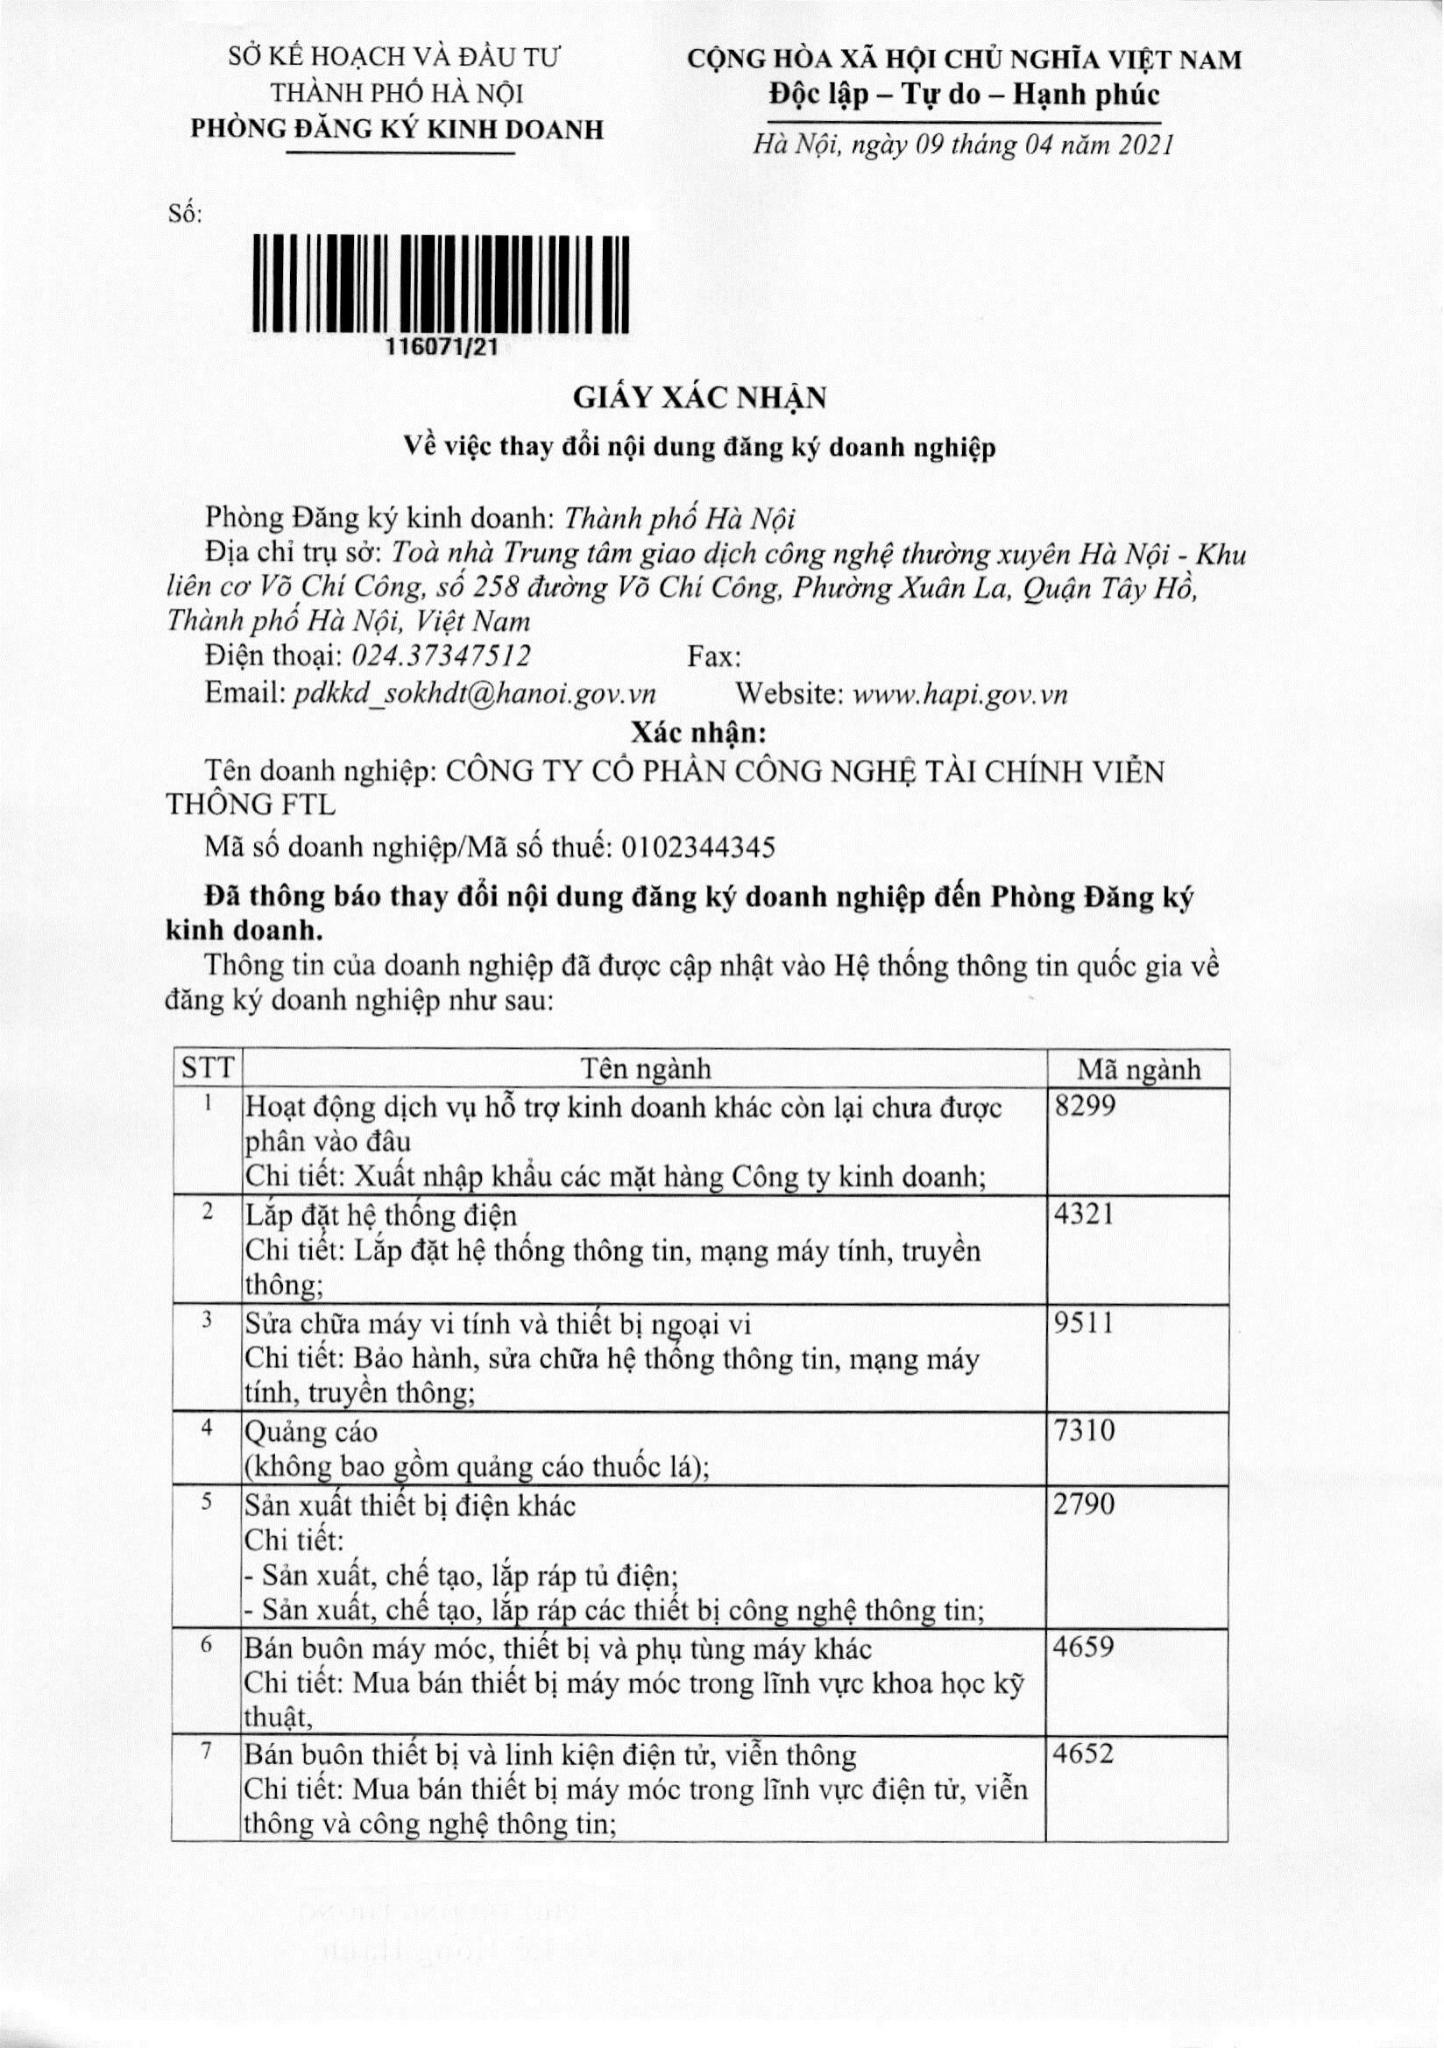 SỞ KẾ HOẠCH VÀ ĐẦU TƯ
THÀNH PHỐ HÀ NỘI
PHÒNG ĐĂNG KÝ KINH DOANH
CỘNG HÒA XÃ HỘI CHỦ NGHĨA VIỆT NAM
Độc lập – Tự do – Hạnh phúc
Hà Nội, ngày 09 tháng 04 năm 2021
Số:
116071/21
GIẤY XÁC NHẬN
Về việc thay đổi nội dung đăng ký doanh nghiệp
Phòng Đăng ký kinh doanh: Thành phố Hà Nội
Địa chỉ trụ sở: Toà nhà Trung tâm giao dịch công nghệ thường xuyên Hà Nội - Khu
liên cơ Võ Chí Công, số 258 đường Võ Chí Công, Phường Xuân La, Quận Tây Hồ,
Thành phố Hà Nội, Việt Nam
Điện thoại: 024.37347512 Fax:
Email: pdkkd_sokhdt@hanoi.gov.vn Website: www.hapi.gov.vn
Xác nhận:
Tên doanh nghiệp: CÔNG TY CỔ PHẦN CÔNG NGHỆ TÀI CHÍNH VIỄN
THÔNG FTL
Mã số doanh nghiệp/Mã số thuế: 0102344345
Đã thông báo thay đổi nội dung đăng ký doanh nghiệp đến Phòng Đăng ký
kinh doanh.
Thông tin của doanh nghiệp đã được cập nhật vào Hệ thống thông tin quốc gia về
đăng ký doanh nghiệp như sau:
STT Tên ngành Mã ngành
1 Hoạt động dịch vụ hỗ trợ kinh doanh khác còn lại chưa được 8299
phân vào đâu
Chi tiết: Xuất nhập khẩu các mặt hàng Công ty kinh doanh;
2 Lắp đặt hệ thống điện 4321
Chi tiết: Lắp đặt hệ thống thông tin, mạng máy tính, truyền
thông;
3 Sửa chữa máy vi tính và thiết bị ngoại vi 9511
Chi tiết: Bảo hành, sửa chữa hệ thống thông tin, mạng máy
tính, truyền thông;
4 Quảng cáo 7310
(không bao gồm quảng cáo thuốc lá);
5 Sản xuất thiết bị điện khác 2790
Chi tiết:
- Sản xuất, chế tạo, lắp ráp tủ điện;
- Sản xuất, chế tạo, lắp ráp các thiết bị công nghệ thông tin;
6 Bán buôn máy móc, thiết bị và phụ tùng máy khác 4659
Chi tiết: Mua bán thiết bị máy móc trong lĩnh vực khoa học kỹ
thuật,
7 Bán buôn thiết bị và linh kiện điện tử, viễn thông 4652
Chi tiết: Mua bán thiết bị máy móc trong lĩnh vực điện tử, viễn
thông và công nghệ thông tin;